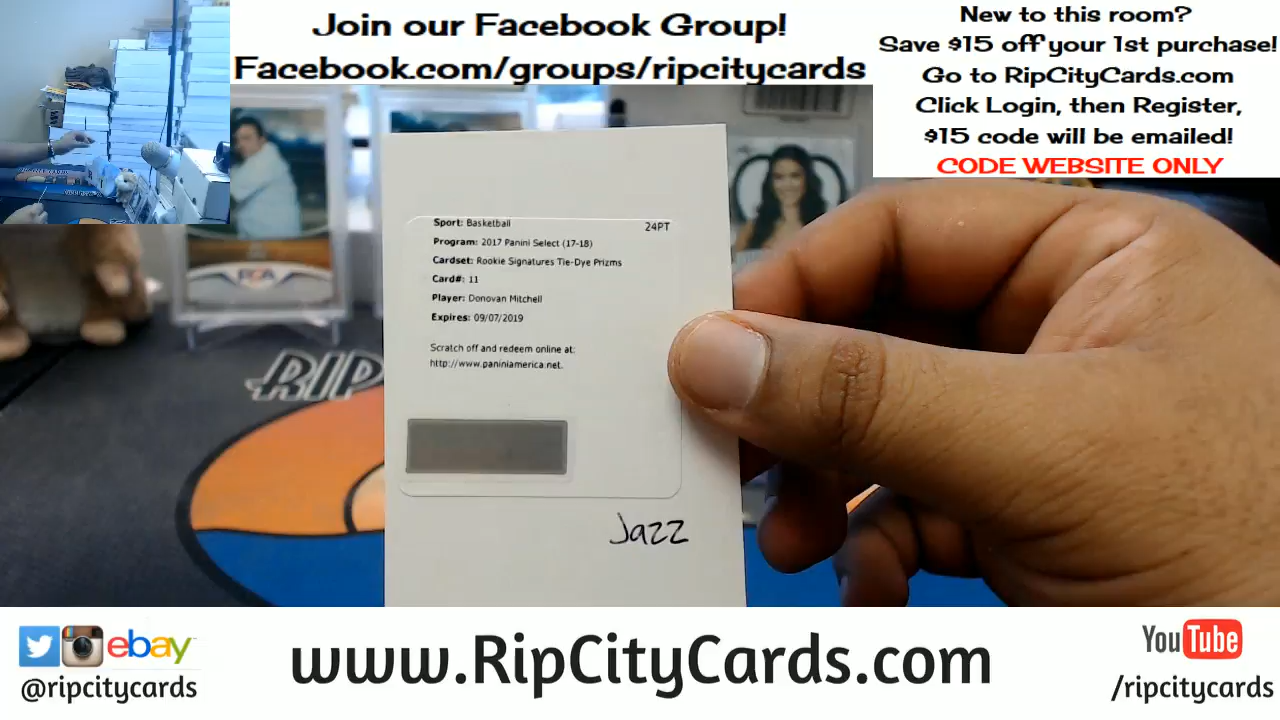 Join our Facebook Group!
Facebook.com/groups/ripcitycards
New to this room?
Save $15 off your 1st purchase!
Go to RipCityCards.com
Click Login, then Register,
$15 code will be emailed!
CODE WEBSITE ONLY
Sport: Basketball
24PT
Program: 2017 Panini Select (17-18)
Cardset: Rookie Signatures Tie-Dye Prizms
Card#: 11
Player: Donovan Mitchell
Expires: 09/07/2019
Scratch off and redeem online at:
http://www.paniniamerica.net.
Jazz
RIP
ebay
@ripcitycards
www.RipCityCards.com
YouTube
/ripcitycards